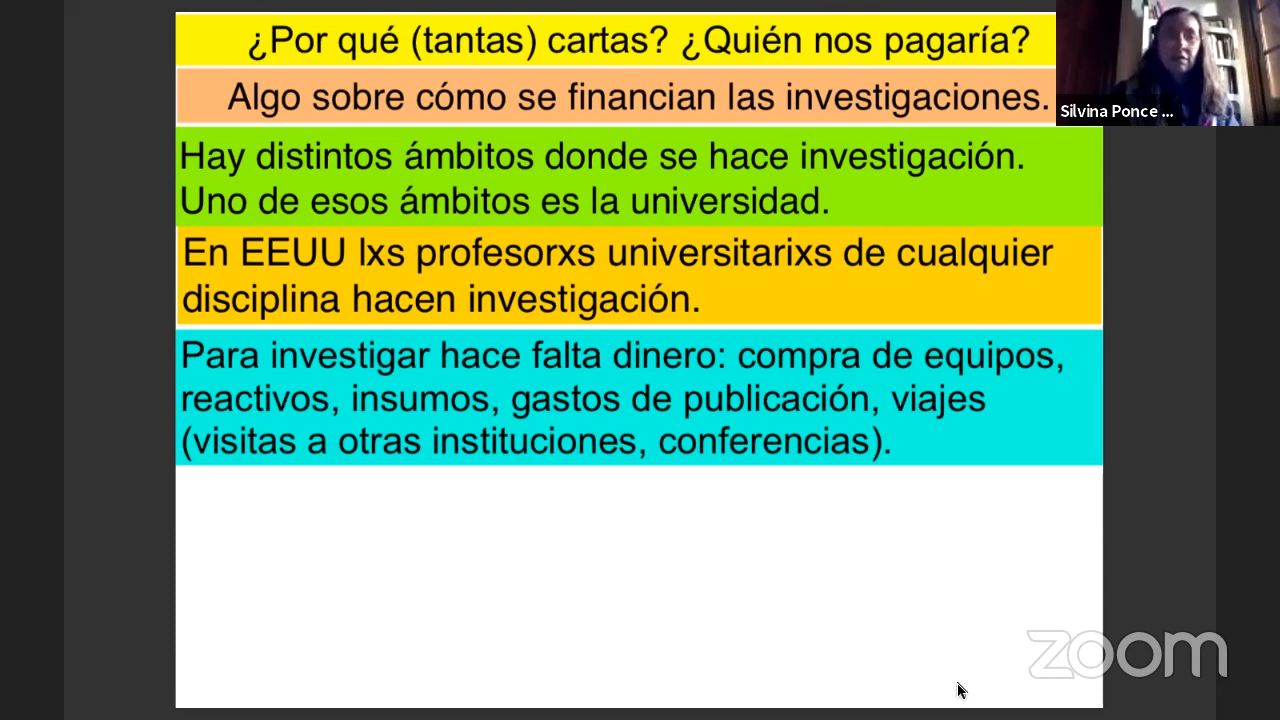 ¿Por qué (tantas) cartas? ¿Quién nos pagaría?
Algo sobre cómo se financian las investigaciones.
Silvina Ponce ...
Hay distintos ámbitos donde se hace investigación.
Uno de esos ámbitos es la universidad.
En EEUU lxs profesorxs universitarixs de cualquier
disciplina hacen investigación.
Para investigar hace falta dinero: compra de equipos,
reactivos, insumos, gastos de publicación, viajes
(visitas a otras instituciones, conferencias).
zoom